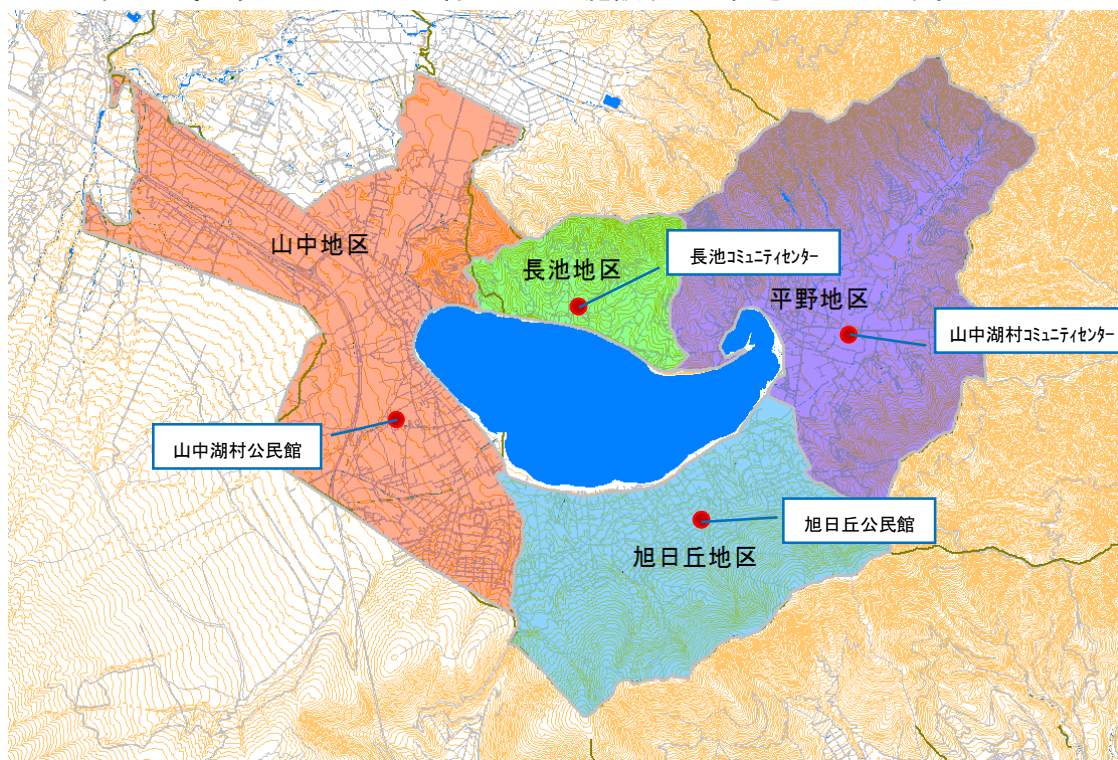 山中地区
長池地区
長池ｺﾐｭﾆﾃｨｾﾝﾀｰ
平野地区
山中湖村ｺﾐｭﾆﾃｨｾﾝﾀｰ
山中湖村公民館
旭日丘公民館
旭日丘地区